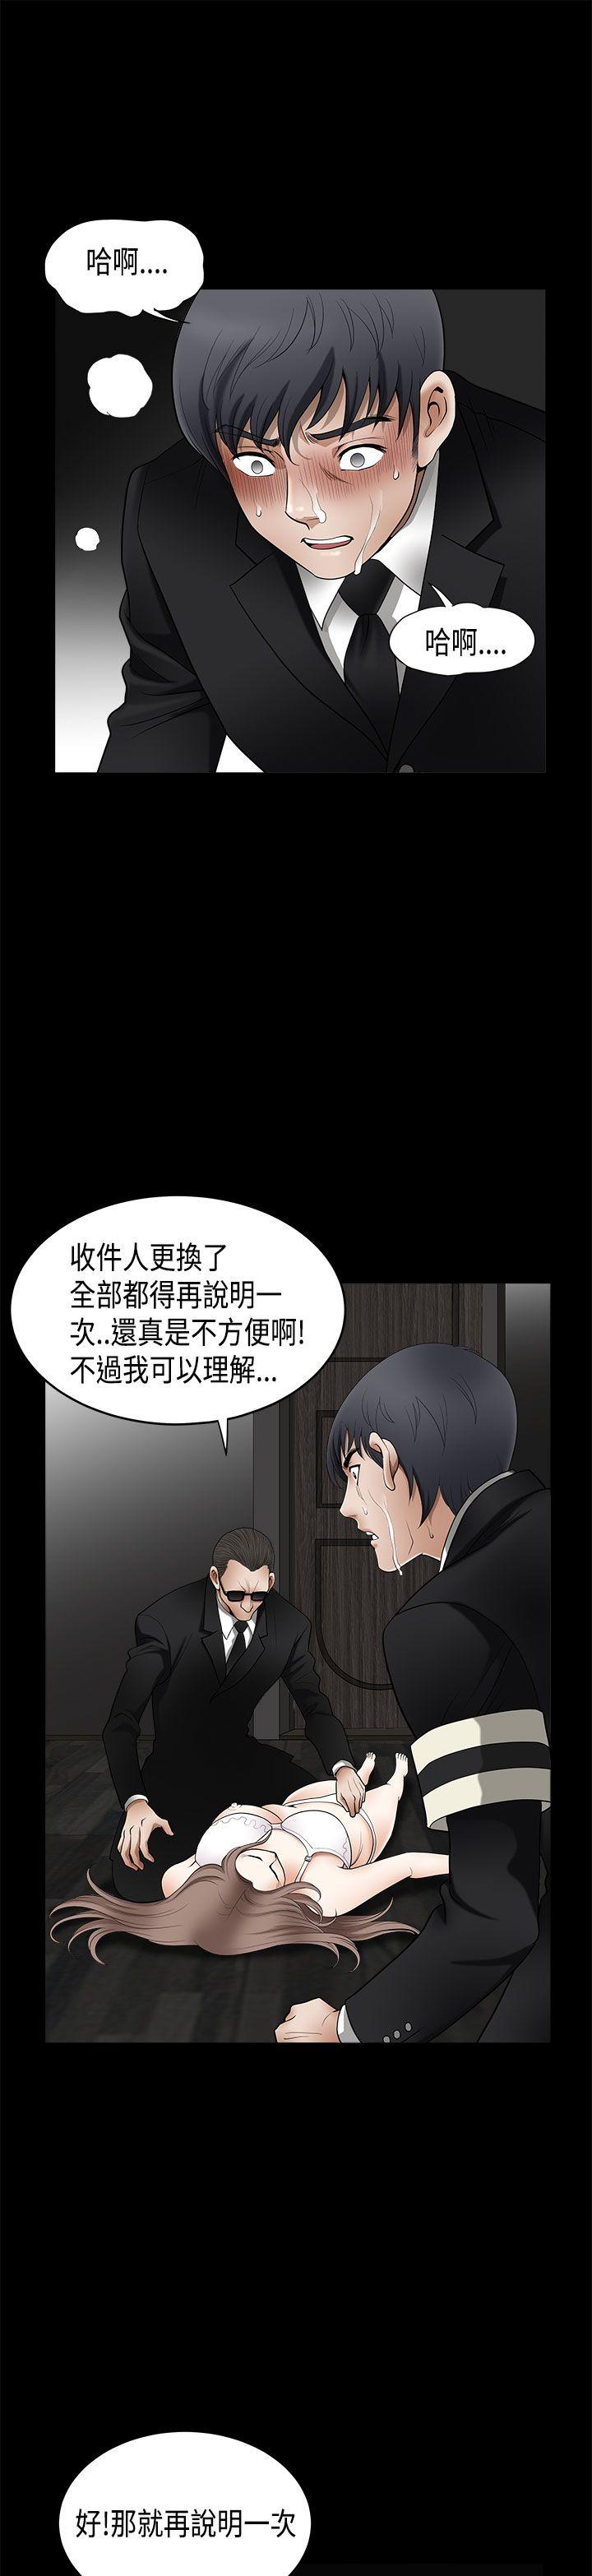 哈啊....
哈啊....
收件人更換了
全部都得再說明一
次..還真是不方便啊!
不過我可以理解...
好!那就再說明一次